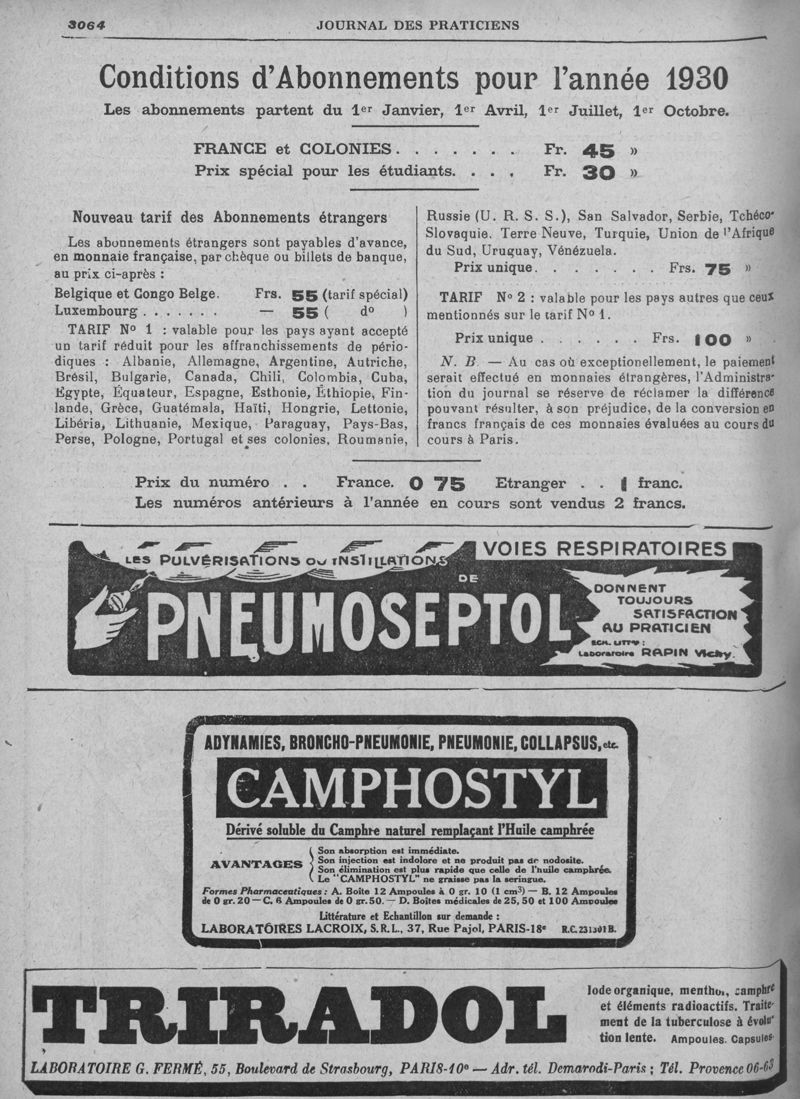 3064
JOURNAL DES PRATICIENS
Conditions d'Abonnements pour l'année 1930
Les abonnements partent du 1er Janvier, 1er Avril, 1er Juillet, 1er Octobre.
FRANCE et COLONIES. . . . . . . Fr. 45 »
Prix spécial pour les étudiants. . . . Fr. 30 »
Nouveau tarif des Abonnements étrangers
Les abonnements étrangers sont payables d'avance,
en monnaie française, par chèque ou billets de banque,
au prix ci-après :
Belgique et Congo Belge. Frs. 55 (tarif spécial)
Luxembourg . . . . . . . — 55 ( do )
TARIF No 1 : valable pour les pays ayant accepté
un tarif réduit pour les affranchissements de pério-
diques : Albanie, Allemagne, Argentine, Autriche,
Brésil, Bulgarie, Canada, Chili, Colombia, Cuba,
Égypte, Équateur, Espagne, Esthonie, Éthiopie, Fin-
lande, Grèce, Guatémala, Haïti, Hongrie, Lettonie,
Libéria, Lithuanie, Mexique, Paraguay, Pays-Bas,
Perse, Pologne, Portugal et ses colonies, Roumanie,
Russie (U. R. S. S.), San Salvador, Serbie, Tchéco-
Slovaquie. Terre Neuve, Turquie, Union de l'Afrique
du Sud, Uruguay, Vénézuela.
Prix unique. . . . . . . . Frs. 75 »
TARIF No 2 : valable pour les pays autres que ceux
mentionnés sur le tarif No 1.
Prix unique . . . . . . Frs. 100 »
N. B. — Au cas où exceptionellement, le paiement
serait effectué en monnaies étrangères, l'Administra-
tion du journal se réserve de réclamer la différence
pouvant résulter, à son préjudice, de la conversion en
francs français de ces monnaies évaluées au cours du
cours à Paris.
Prix du numéro . . France. 0 75 Etranger . . 1 franc.
Les numéros antérieurs à l'année en cours sont vendus 2 francs.
VOIES RESPIRATOIRES
LES PULVÉRISATIONS OU INSTILLATIONS
DE
PNEUMOSEPTOL
DONNENT
TOUJOURS
SATISFACTION
AU PRATICIEN
ECH. LITTre :
Laboratoire RAPIN Vichy.
ADYNAMIES, BRONCHO-PNEUMONIE, PNEUMONIE, COLLAPSUS, etc.
CAMPHOSTYL
Dérivé soluble du Camphre naturel remplaçant l'Huile camphrée
AVANTAGES
Son absorption est immédiate.
Son injection est indolore et ne produit pas de nodosité.
Son élimination est plus rapide que celle de l'huile camphrée.
Le "CAMPHOSTYL" ne graisse pas la seringue.
Formes Pharmaceutiques : A. Boîte 12 Ampoules à 0 gr. 10 (1 cm3) — B. 12 Ampoules
de 0 gr. 20 — C. 6 Ampoules de 0 gr. 50. — D. Boîtes médicales de 25, 50 et 100 Ampoules
Littérature et Echantillon sur demande :
LABORATOIRES LACROIX, S.R.L., 37, Rue Pajol, PARIS-18e R.C. 231301 B.
TRIRADOL
Iode organique, menthol, camphre
et éléments radioactifs. Traite-
ment de la tuberculose à évolu-
tion lente. Ampoules. Capsules.
LABORATOIRE G. FERMÉ, 55, Boulevard de Strasbourg, PARIS-10e — Adr. tél. Demarodi-Paris ; Tél. Provence 06-63